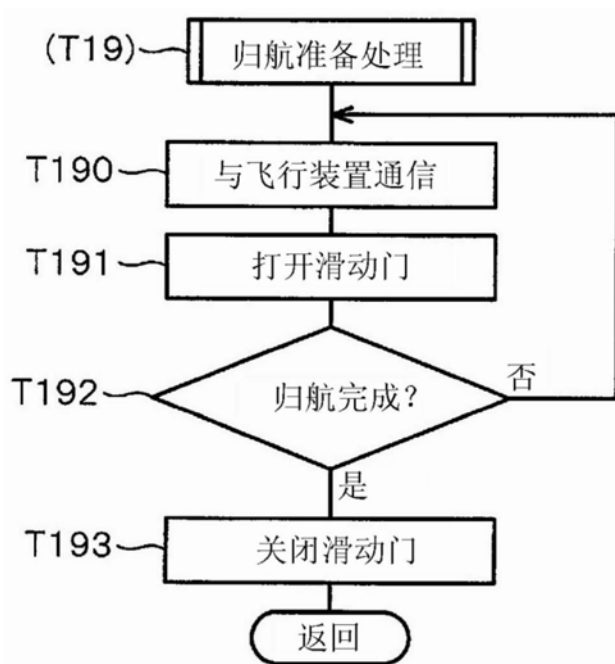 (T19) 归航准备处理
T190 与飞行装置通信
T191 打开滑动门
T192 归航完成？ 否
是
T193 关闭滑动门
返回